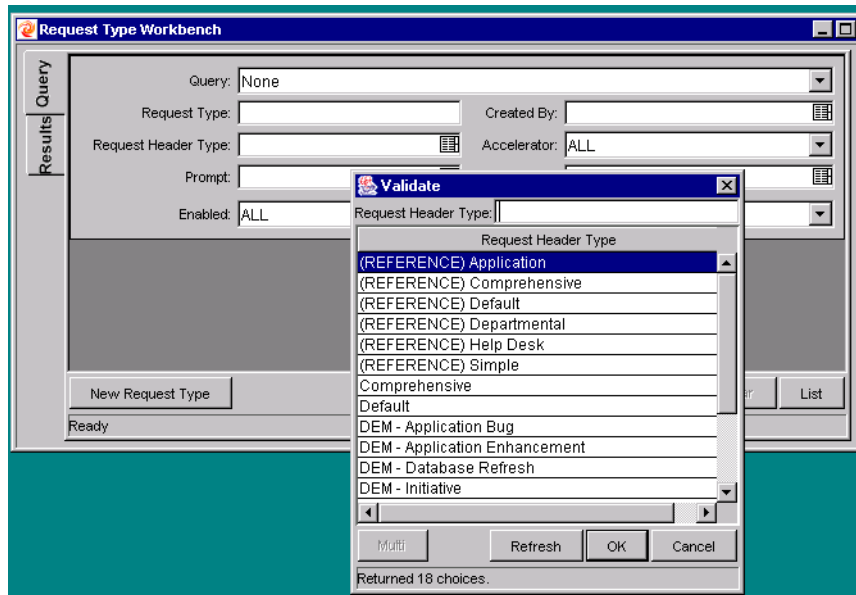 Request Type Workbench
Query
Results
Query: None
Request Type: Created By:
Request Header Type: Accelerator: ALL
Prompt:
Enabled: ALL
New Request Type List
Ready
Validate
Request Header Type:
Request Header Type
(REFERENCE) Application
(REFERENCE) Comprehensive
(REFERENCE) Default
(REFERENCE) Departmental
(REFERENCE) Help Desk
(REFERENCE) Simple
Comprehensive
Default
DEM - Application Bug
DEM - Application Enhancement
DEM - Database Refresh
DEM - Initiative
Multi Refresh OK Cancel
Returned 18 choices.